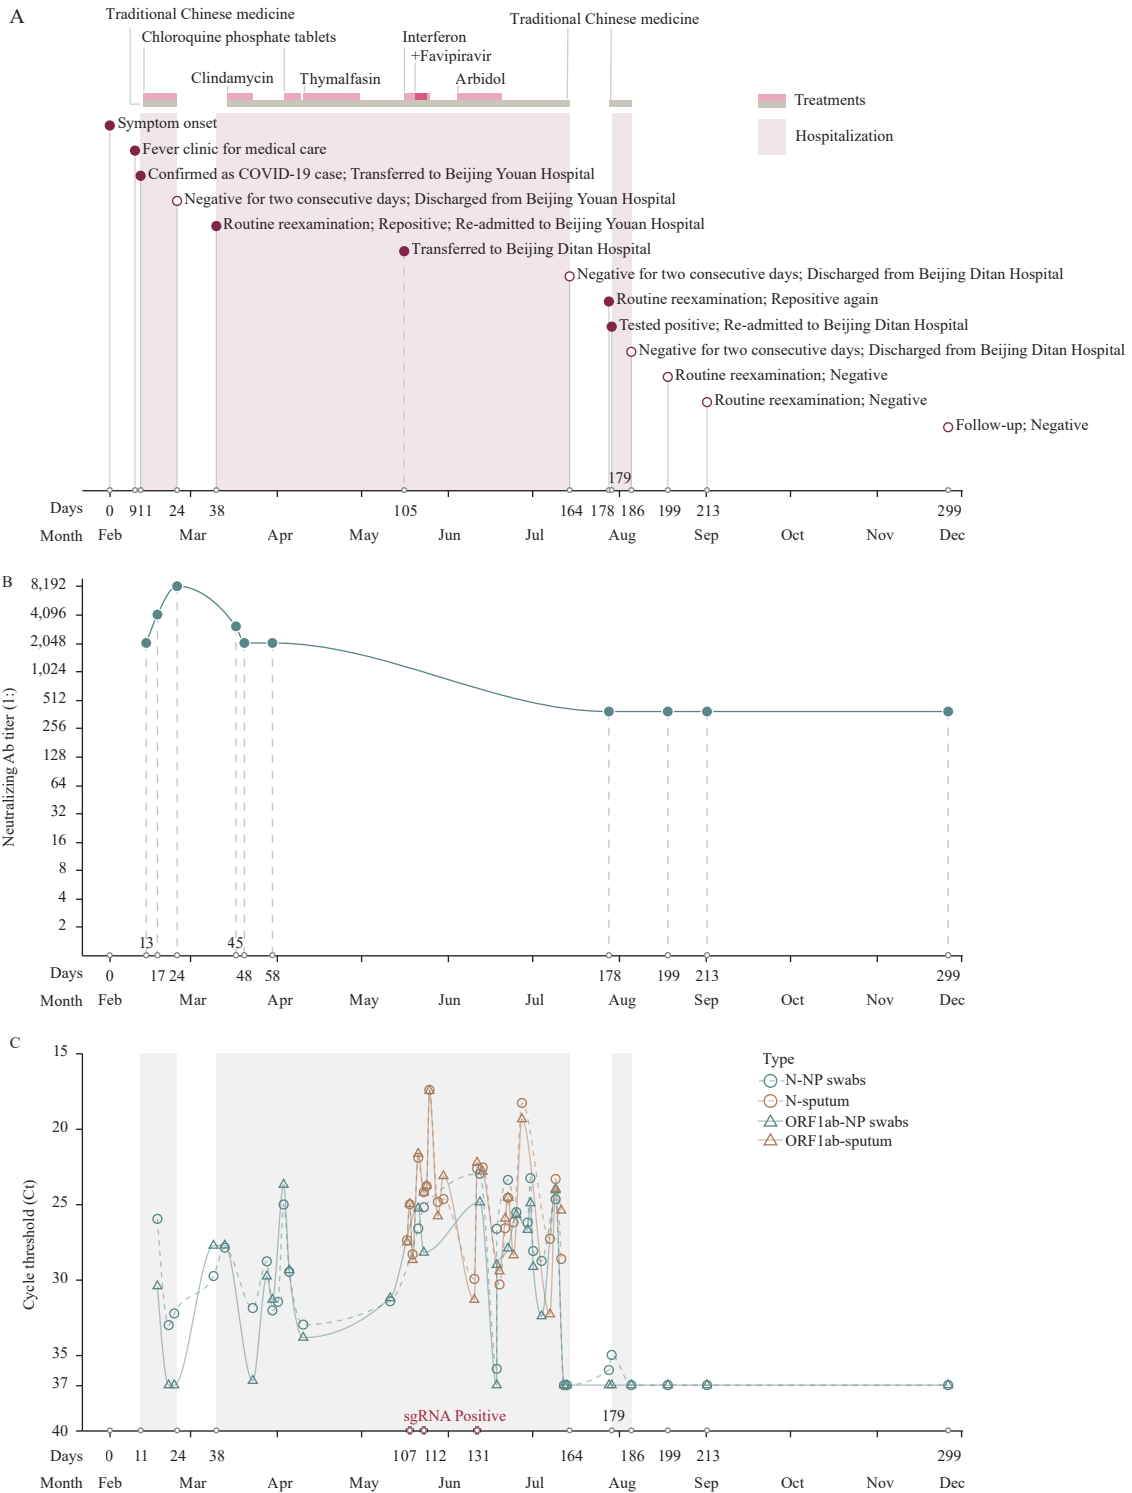 A
Traditional Chinese medicine
Traditional Chinese medicine
Chloroquine phosphate tablets
Interferon
+Favipiravir
Clindamycin
Thymalfasin
Arbidol
Treatments
Hospitalization
Symptom onset
Fever clinic for medical care
Confirmed as COVID-19 case; Transferred to Beijing Youan Hospital
Negative for two consecutive days; Discharged from Beijing Youan Hospital
Routine reexamination; Repositive; Re-admitted to Beijing Youan Hospital
Transferred to Beijing Ditan Hospital
Negative for two consecutive days; Discharged from Beijing Ditan Hospital
Routine reexamination; Repositive again
Tested positive; Re-admitted to Beijing Ditan Hospital
Negative for two consecutive days; Discharged from Beijing Ditan Hospital
Routine reexamination; Negative
Routine reexamination; Negative
Follow-up; Negative
179
Days 0 9 11 24 38 105 164 178 186 199 213 299
Month Feb Mar Apr May Jun Jul Aug Sep Oct Nov Dec
B
Neutralizing Ab titer (1:)
8,192
4,096
2,048
1,024
512
256
128
64
32
16
8
4
2
13 45
Days 0 17 24 48 58 178 199 213 299
Month Feb Mar Apr May Jun Jul Aug Sep Oct Nov Dec
C
Cycle threshold (Ct)
15
20
25
30
35
37
40
Type
N-NP swabs
N-sputum
ORF1ab-NP swabs
ORF1ab-sputum
sgRNA Positive
179
Days 0 11 24 38 107 112 131 164 186 199 213 299
Month Feb Mar Apr May Jun Jul Aug Sep Oct Nov Dec